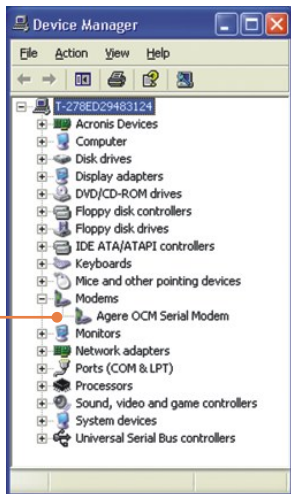 Device Manager
File Action View Help
T-278ED29483124
Acronis Devices
Computer
Disk drives
Display adapters
DVD/CD-ROM drives
Floppy disk controllers
Floppy disk drives
IDE ATA/ATAPI controllers
Keyboards
Mice and other pointing devices
Modems
Agere OCM Serial Modem
Monitors
Network adapters
Ports (COM & LPT)
Processors
Sound, video and game controllers
System devices
Universal Serial Bus controllers